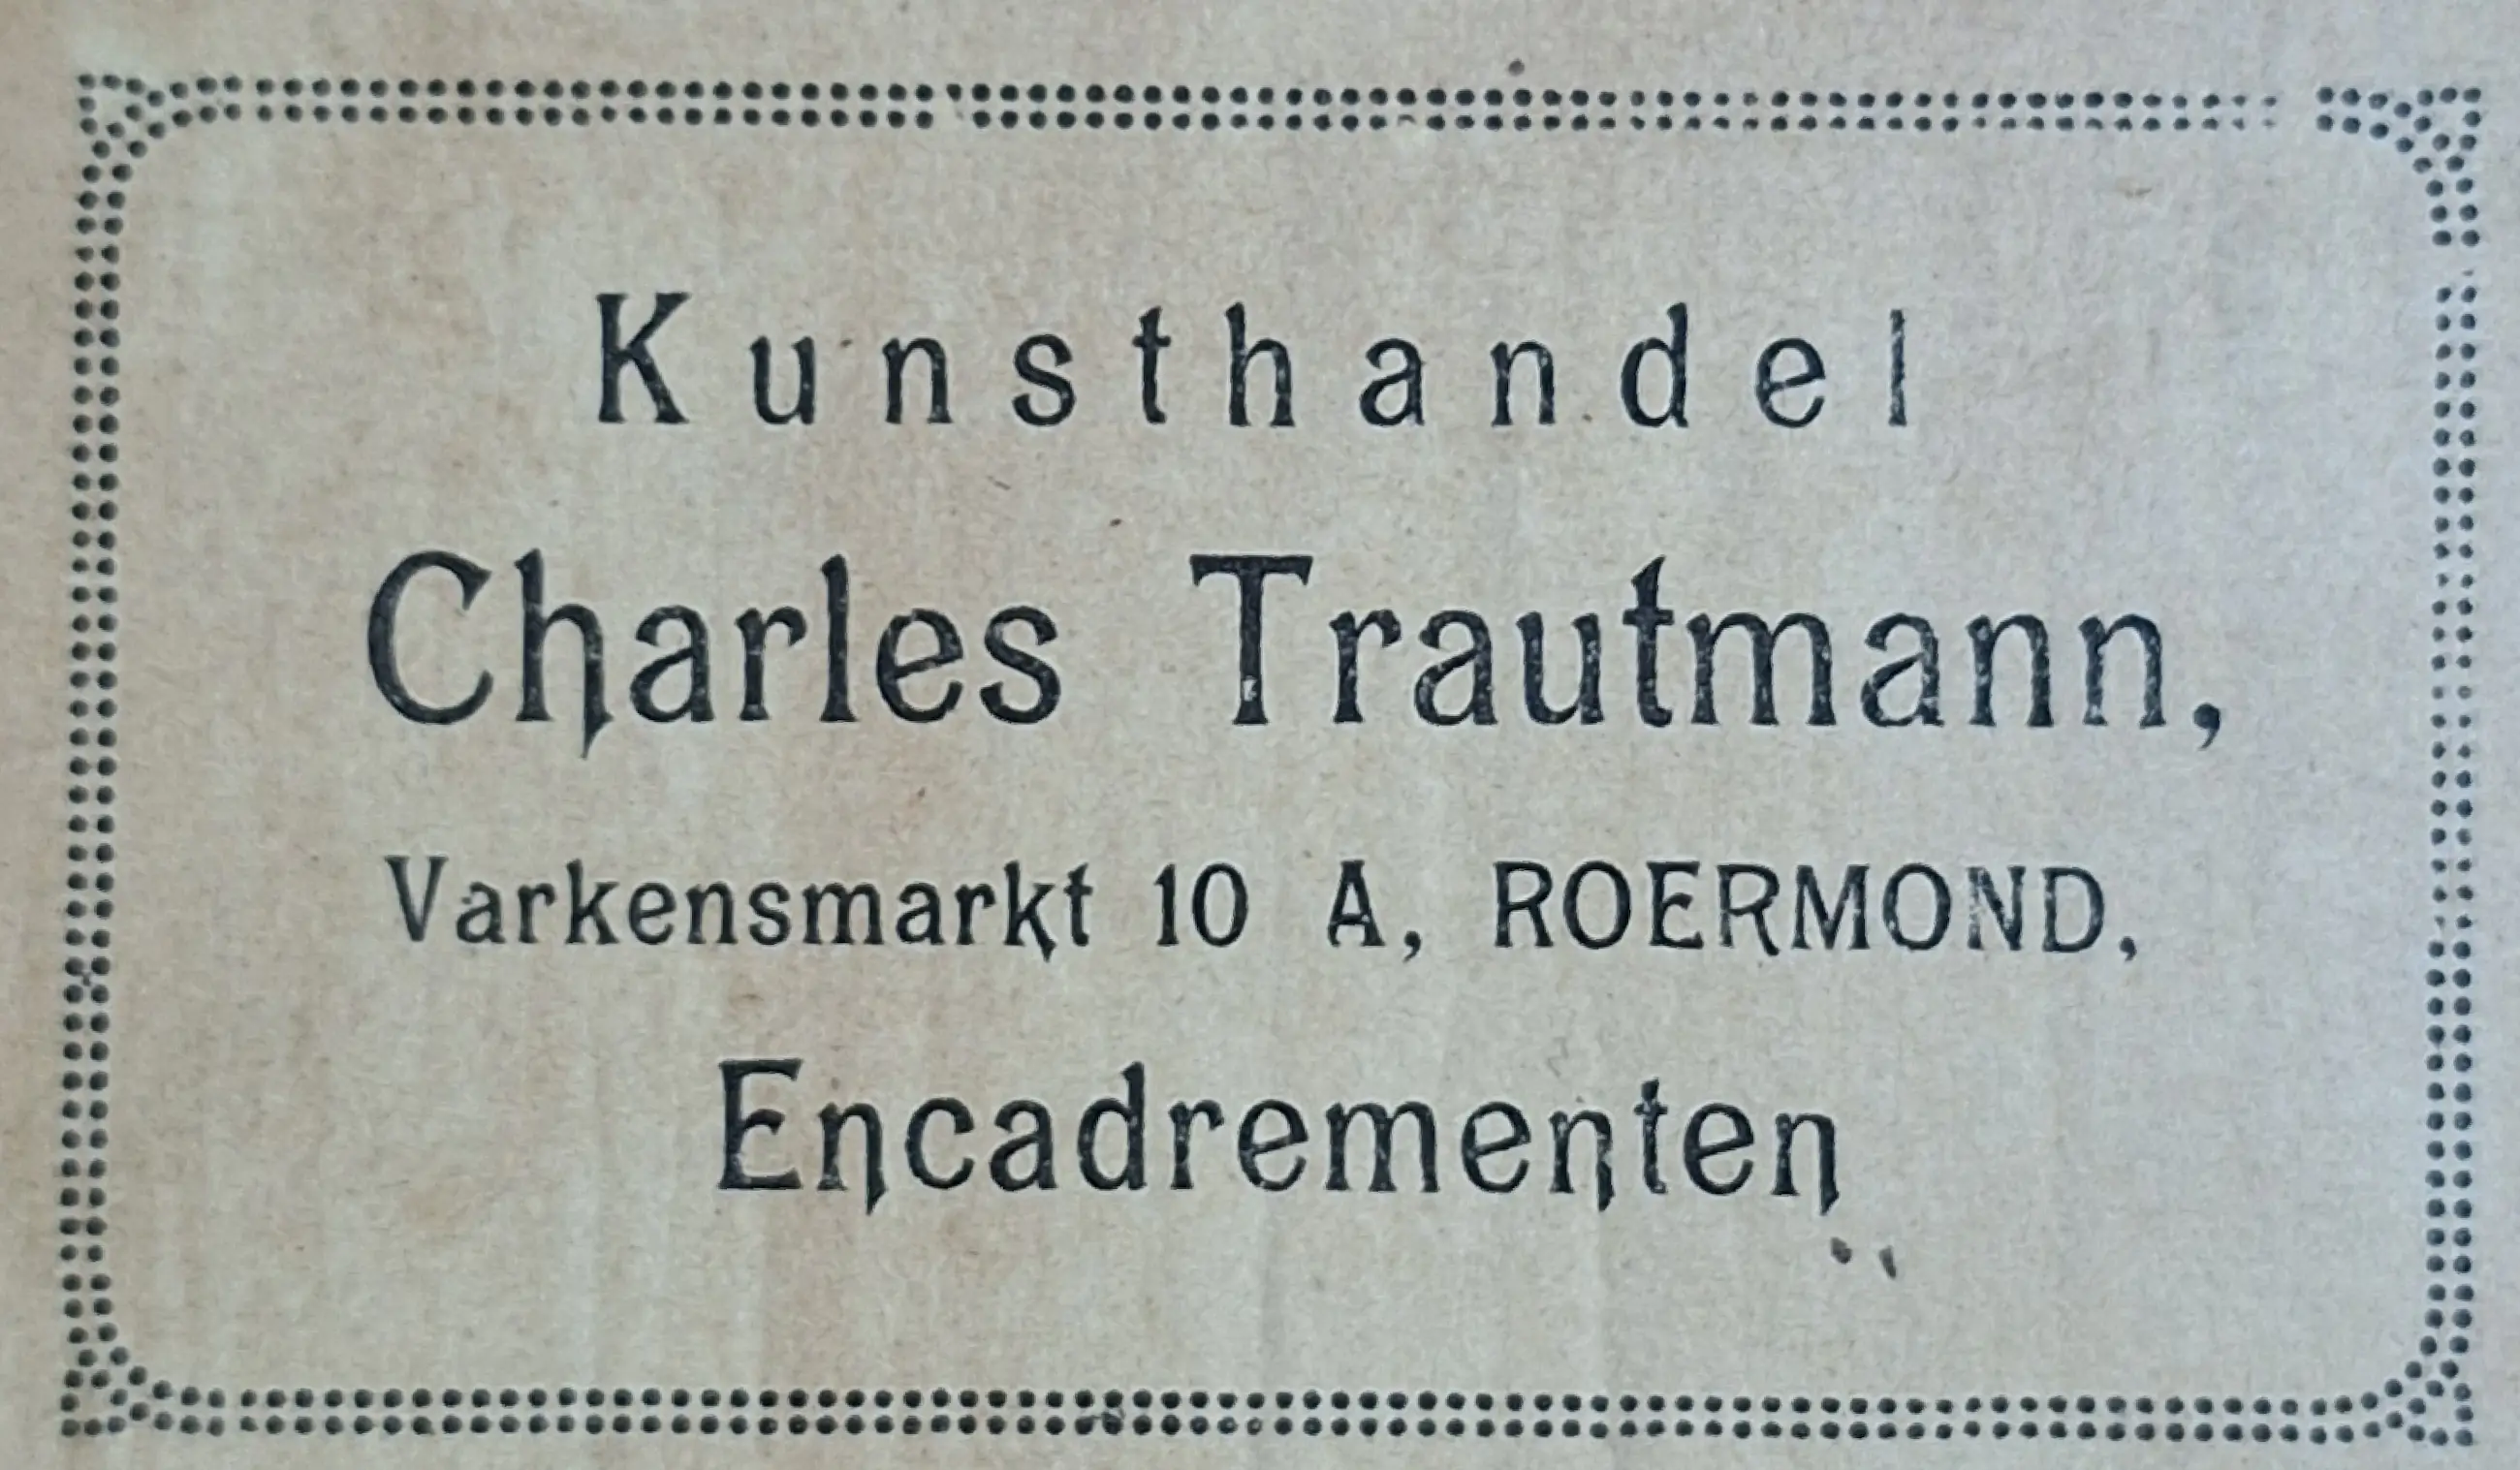 Kunsthandel
Charles Trautmann,
Varkensmarkt 10 A, ROERMOND,
Encadrementen